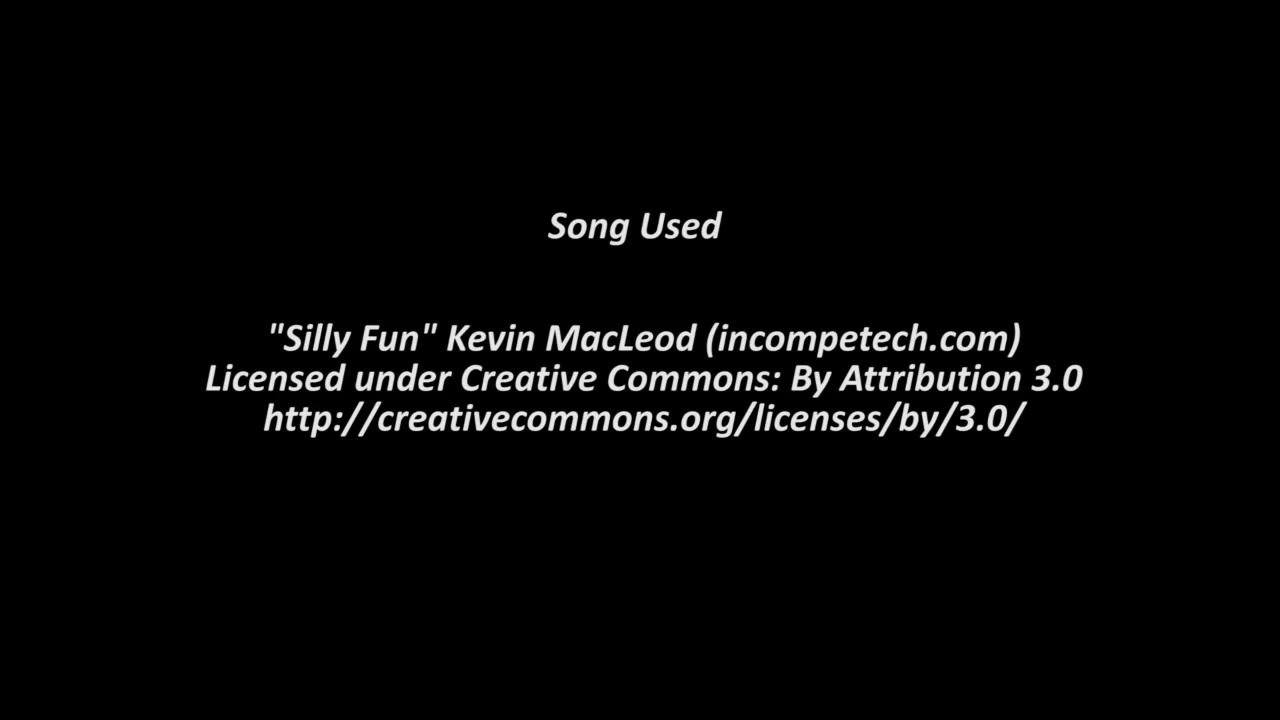 Song Used
"Silly Fun" Kevin MacLeod (incompetech.com)
Licensed under Creative Commons: By Attribution 3.0
http://creativecommons.org/licenses/by/3.0/